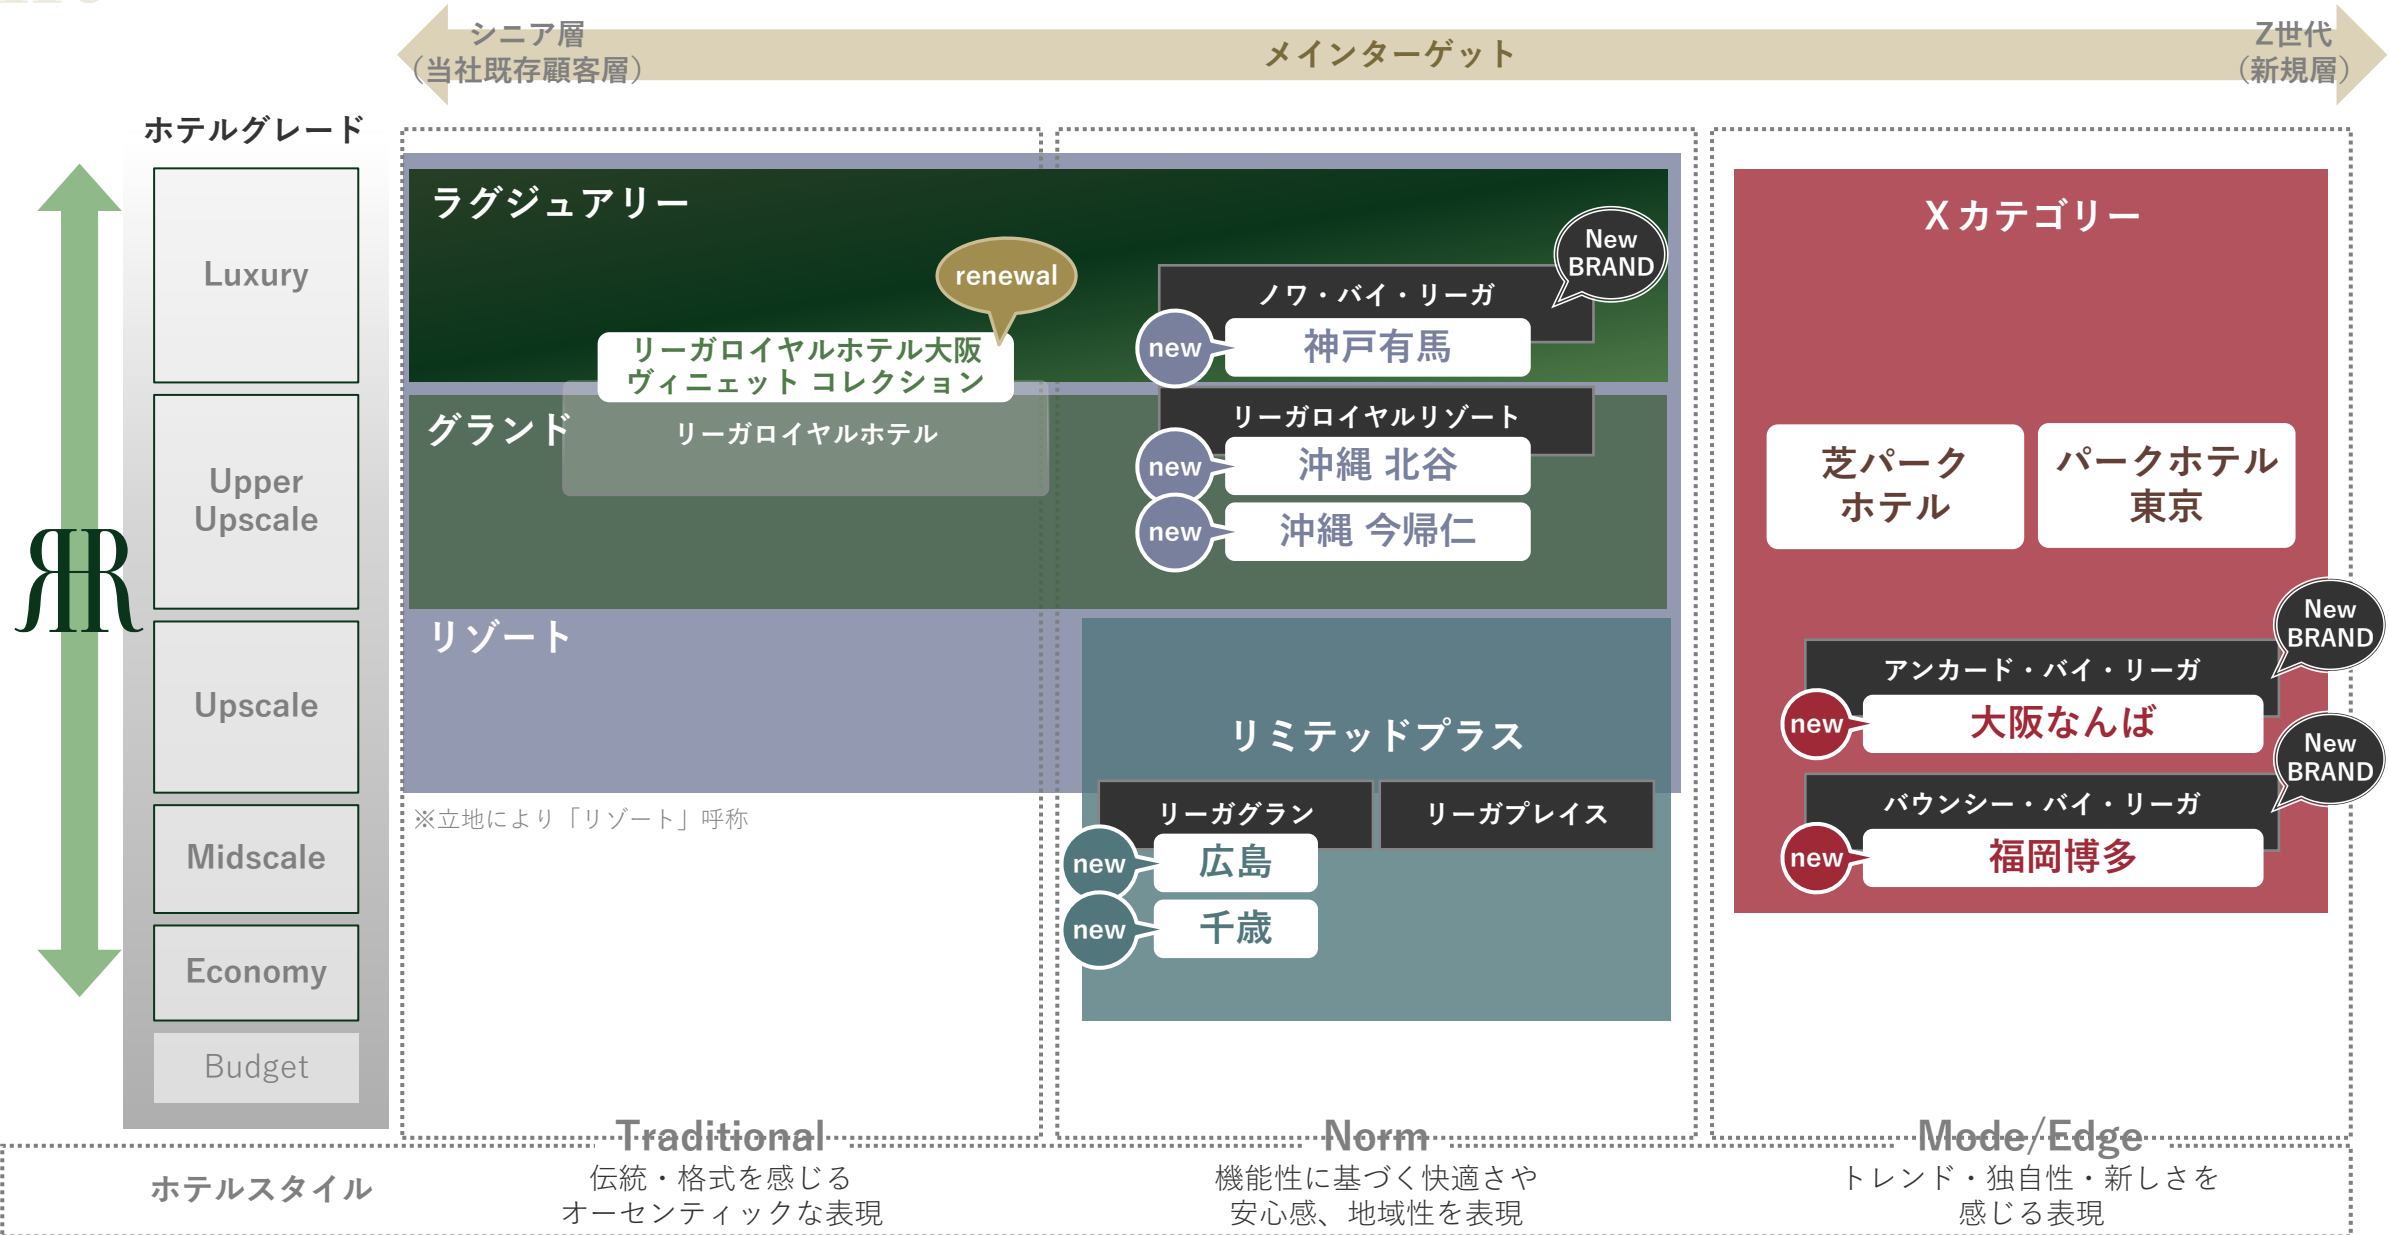 シニア層
（当社既存顧客層）
メインターゲット
Z世代
（新規層）
ホテルグレード
Luxury
Upper
Upscale
Upscale
Midscale
Economy
Budget
ラグジュアリー
renewal
リーガロイヤルホテル大阪
ヴィニェット コレクション
New
BRAND
ノワ・バイ・リーガ
new
神戸有馬
グランド
リーガロイヤルホテル
リーガロイヤルリゾート
new
沖縄 北谷
new
沖縄 今帰仁
リゾート
※立地により「リゾート」呼称
リミテッドプラス
リーガグラン
リーガプレイス
new
広島
new
千歳
Xカテゴリー
芝パーク
ホテル
パークホテル
東京
New
BRAND
アンカード・バイ・リーガ
new
大阪なんば
New
BRAND
バウンシー・バイ・リーガ
new
福岡博多
ホテルスタイル
Traditional
伝統・格式を感じる
オーセンティックな表現
Norm
機能性に基づく快適さや
安心感、地域性を表現
Mode/Edge
トレンド・独自性・新しさを
感じる表現